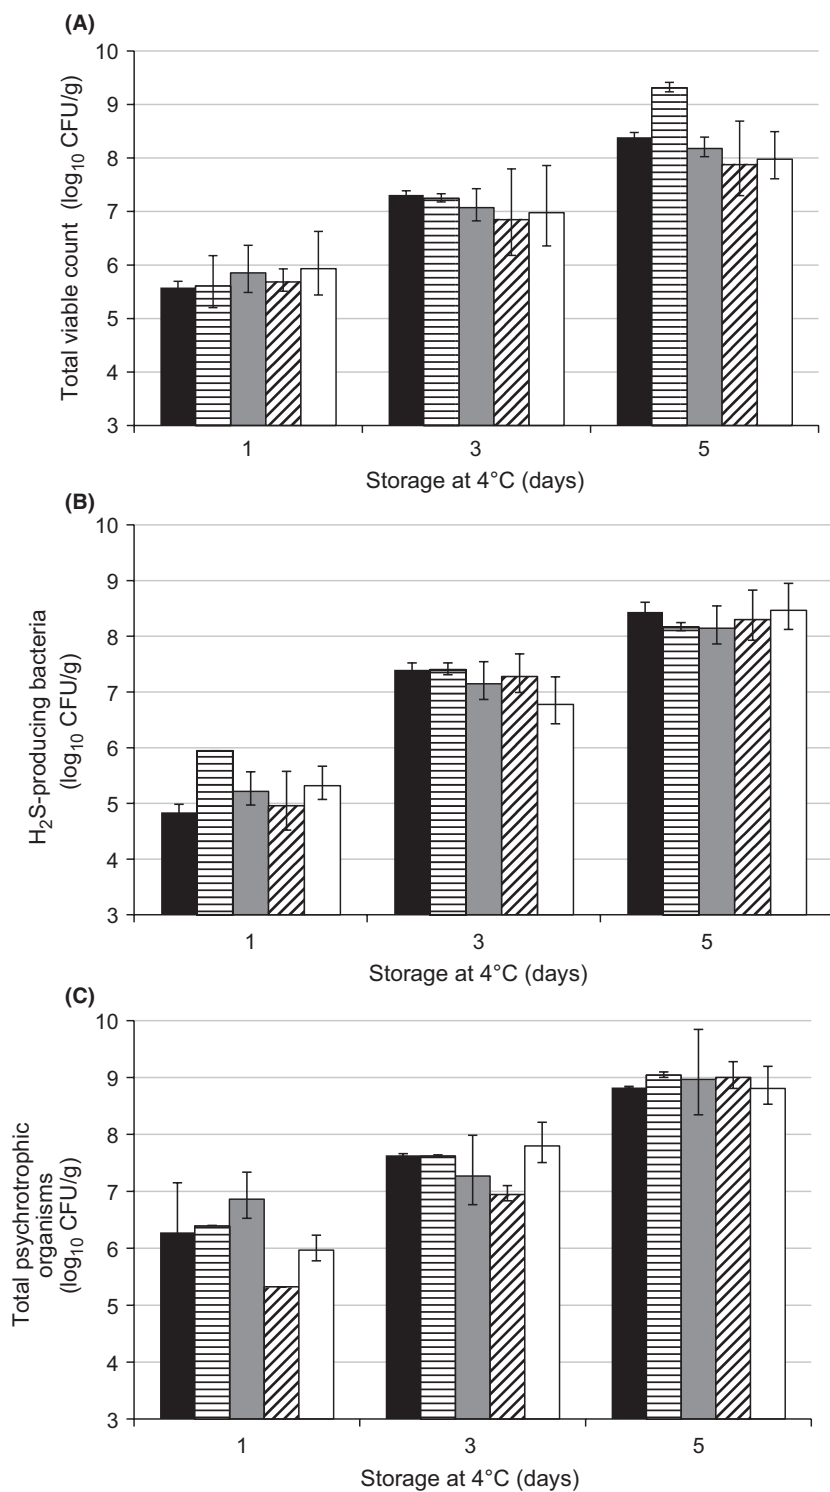 (A)
Total viable count (log10 CFU/g)
10
9
8
7
6
5
4
3
1 3 5
Storage at 4°C (days)
(B)
H2S-producing bacteria
(log10 CFU/g)
10
9
8
7
6
5
4
3
1 3 5
Storage at 4°C (days)
(C)
Total psychrotrophic
organisms
(log10 CFU/g)
10
9
8
7
6
5
4
3
1 3 5
Storage at 4°C (days)